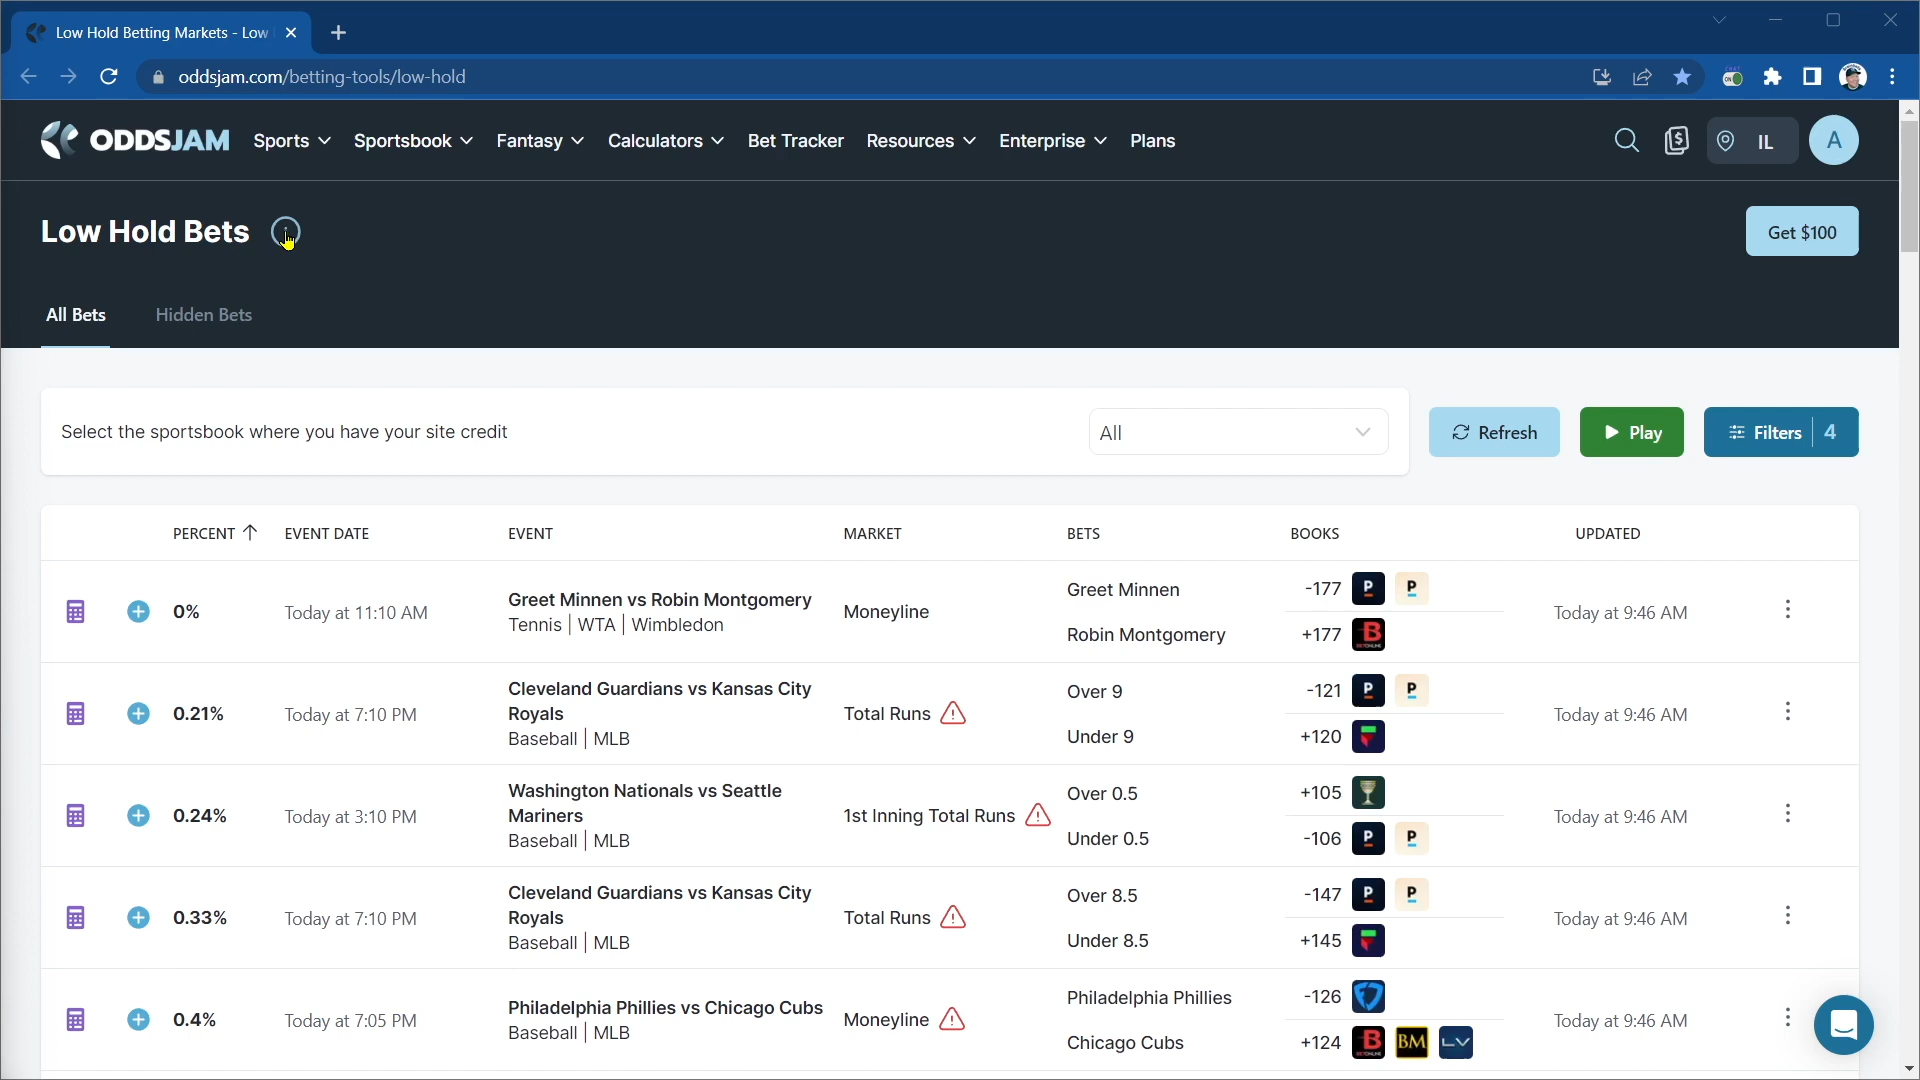 Low Hold Betting Markets - Low
oddsjam.com/betting-tools/low-hold
ODDSJAM Sports Sportsbook Fantasy Calculators Bet Tracker Resources Enterprise Plans IL A
Low Hold Bets Get $100
All Bets Hidden Bets
Select the sportsbook where you have your site credit All Refresh Play Filters 4
PERCENT EVENT DATE EVENT MARKET BETS BOOKS UPDATED
0% Today at 11:10 AM Greet Minnen vs Robin Montgomery
Tennis | WTA | Wimbledon
Moneyline
Greet Minnen -177 P P
Robin Montgomery +177 B BETONLINE
Today at 9:46 AM
0.21% Today at 7:10 PM Cleveland Guardians vs Kansas City
Royals
Baseball | MLB
Total Runs
Over 9 -121 P P
Under 9 +120
Today at 9:46 AM
0.24% Today at 3:10 PM Washington Nationals vs Seattle
Mariners
Baseball | MLB
1st Inning Total Runs
Over 0.5 +105
Under 0.5 -106 P P
Today at 9:46 AM
0.33% Today at 7:10 PM Cleveland Guardians vs Kansas City
Royals
Baseball | MLB
Total Runs
Over 8.5 -147 P P
Under 8.5 +145
Today at 9:46 AM
0.4% Today at 7:05 PM Philadelphia Phillies vs Chicago Cubs
Baseball | MLB
Moneyline
Philadelphia Phillies -126
Chicago Cubs +124 B BETONLINE BM LV
Today at 9:46 AM